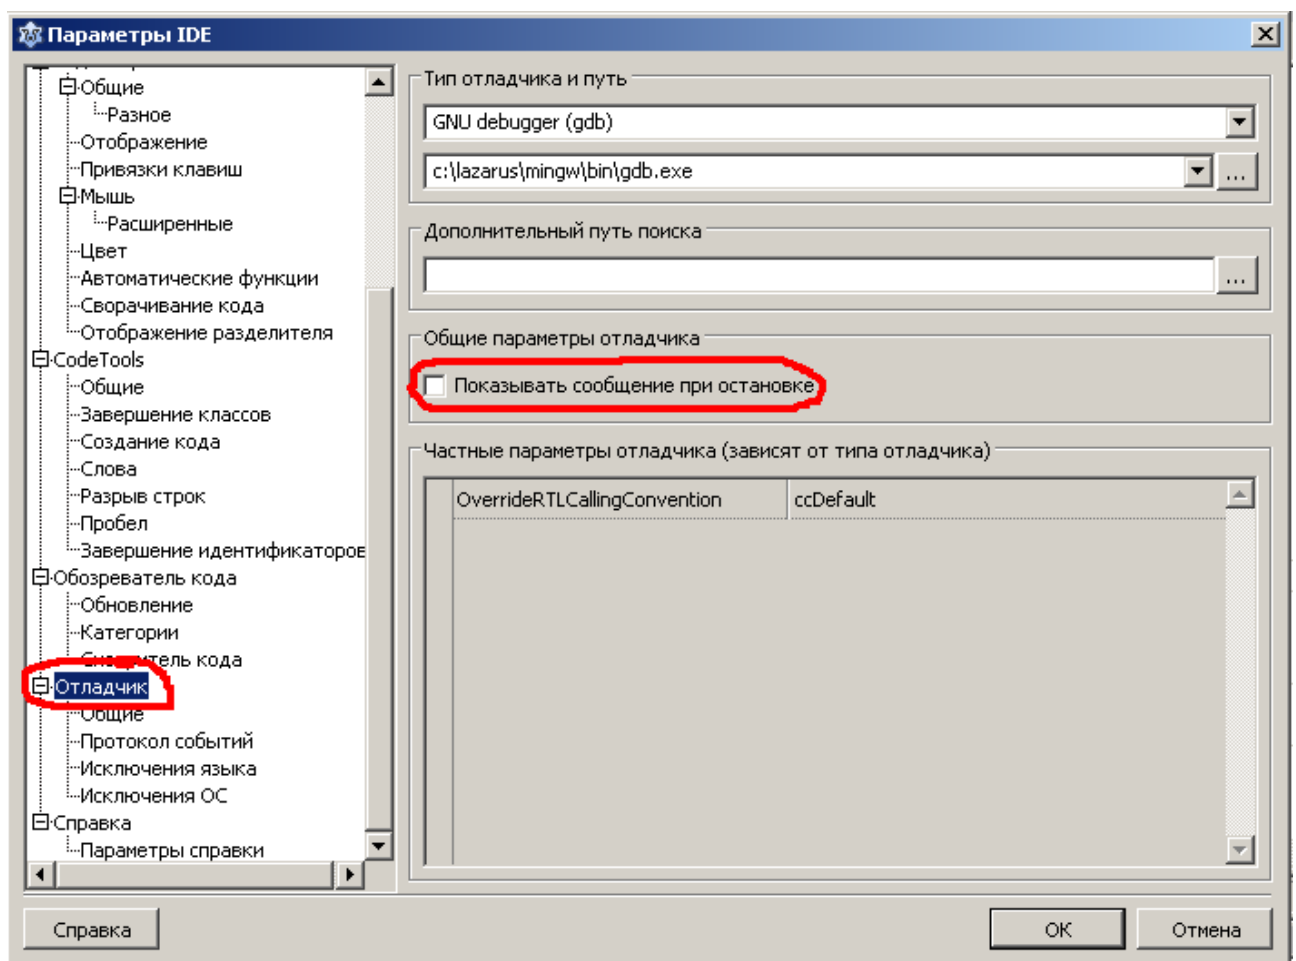 Параметры IDE
Общие
Разное
Отображение
Привязки клавиш
Мышь
Расширенные
Цвет
Автоматические функции
Сворачивание кода
Отображение разделителя
CodeTools
Общие
Завершение классов
Создание кода
Слова
Разрыв строк
Пробел
Завершение идентификаторов
Обозреватель кода
Обновление
Категории
кода
Отладчик
Общие
Протокол событий
Исключения языка
Исключения ОС
Справка
Параметры справки
Тип отладчика и путь
GNU debugger (gdb)
c:\lazarus\mingw\bin\gdb.exe
...
Дополнительный путь поиска
...
Общие параметры отладчика
Показывать сообщение при остановке
Частные параметры отладчика (зависят от типа отладчика)
OverrideRTLCallingConvention ccDefault
Справка
OK
Отмена